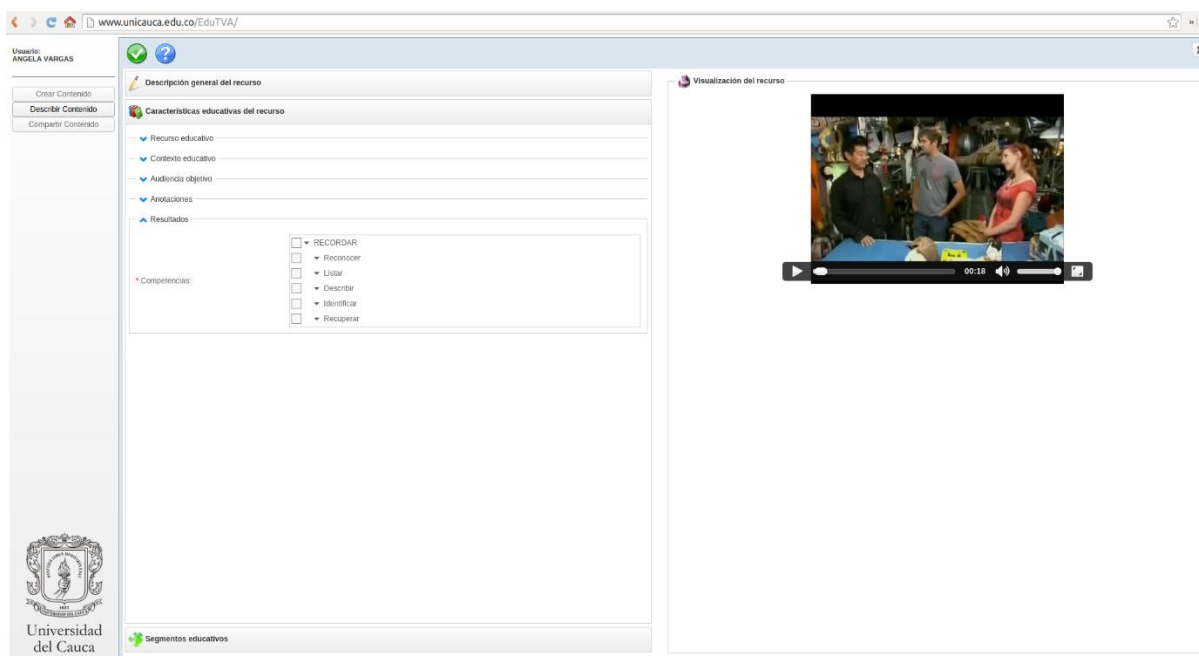 www.unicauca.edu.co/EduTVA/
Usuario:
ANGELA VARGAS
Crear Contenido
Describir Contenido
Compartir Contenido
Descripción general del recurso
Características educativas del recurso
Recurso educativo
Contexto educativo
Audiencia objetivo
Anotaciones
Resultados
* Competencias:
RECORDAR
Reconocer
Listar
Describir
Identificar
Recuperar
Segmentos educativos
Visualización del recurso
00:18
Universidad
del Cauca